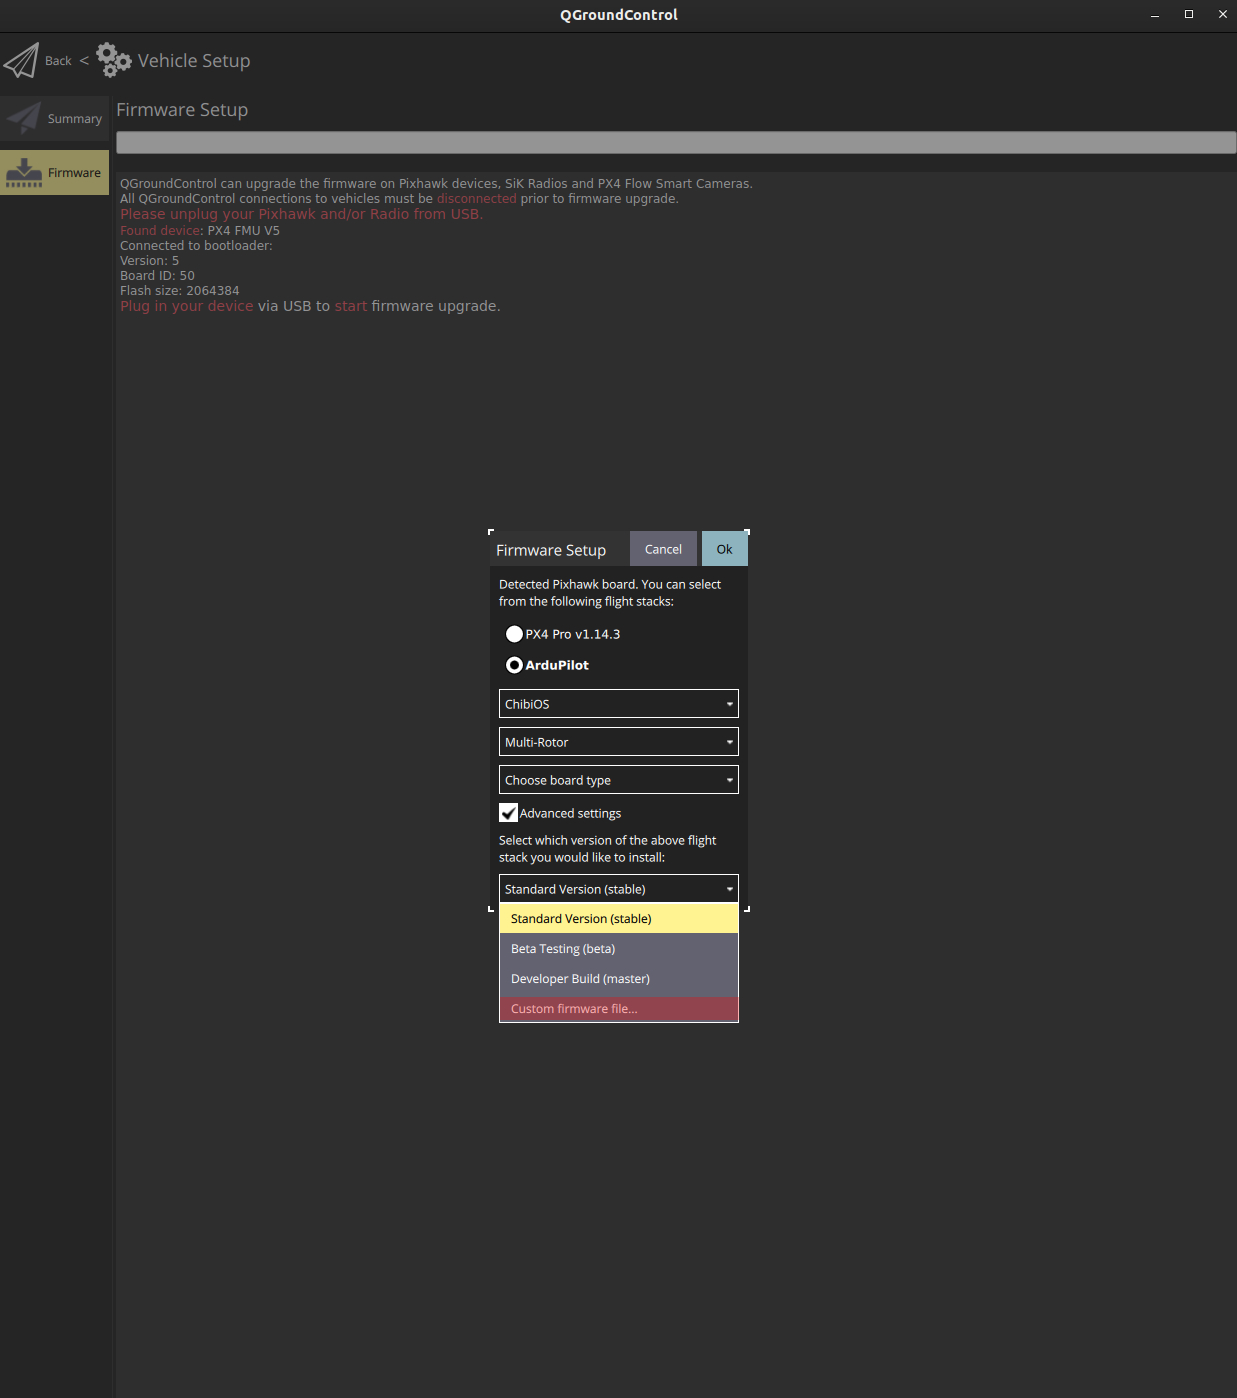 QGroundControl
Back < Vehicle Setup
Summary
Firmware
Firmware Setup
QGroundControl can upgrade the firmware on Pixhawk devices, SiK Radios and PX4 Flow Smart Cameras.
All QGroundControl connections to vehicles must be disconnected prior to firmware upgrade.
Please unplug your Pixhawk and/or Radio from USB.
Found device: PX4 FMU V5
Connected to bootloader:
Version: 5
Board ID: 50
Flash size: 2064384
Plug in your device via USB to start firmware upgrade.
Firmware Setup
Cancel
Ok
Detected Pixhawk board. You can select
from the following flight stacks:
PX4 Pro v1.14.3
ArduPilot
ChibiOS
Multi-Rotor
Choose board type
Advanced settings
Select which version of the above flight
stack you would like to install:
Standard Version (stable)
Standard Version (stable)
Beta Testing (beta)
Developer Build (master)
Custom firmware file...